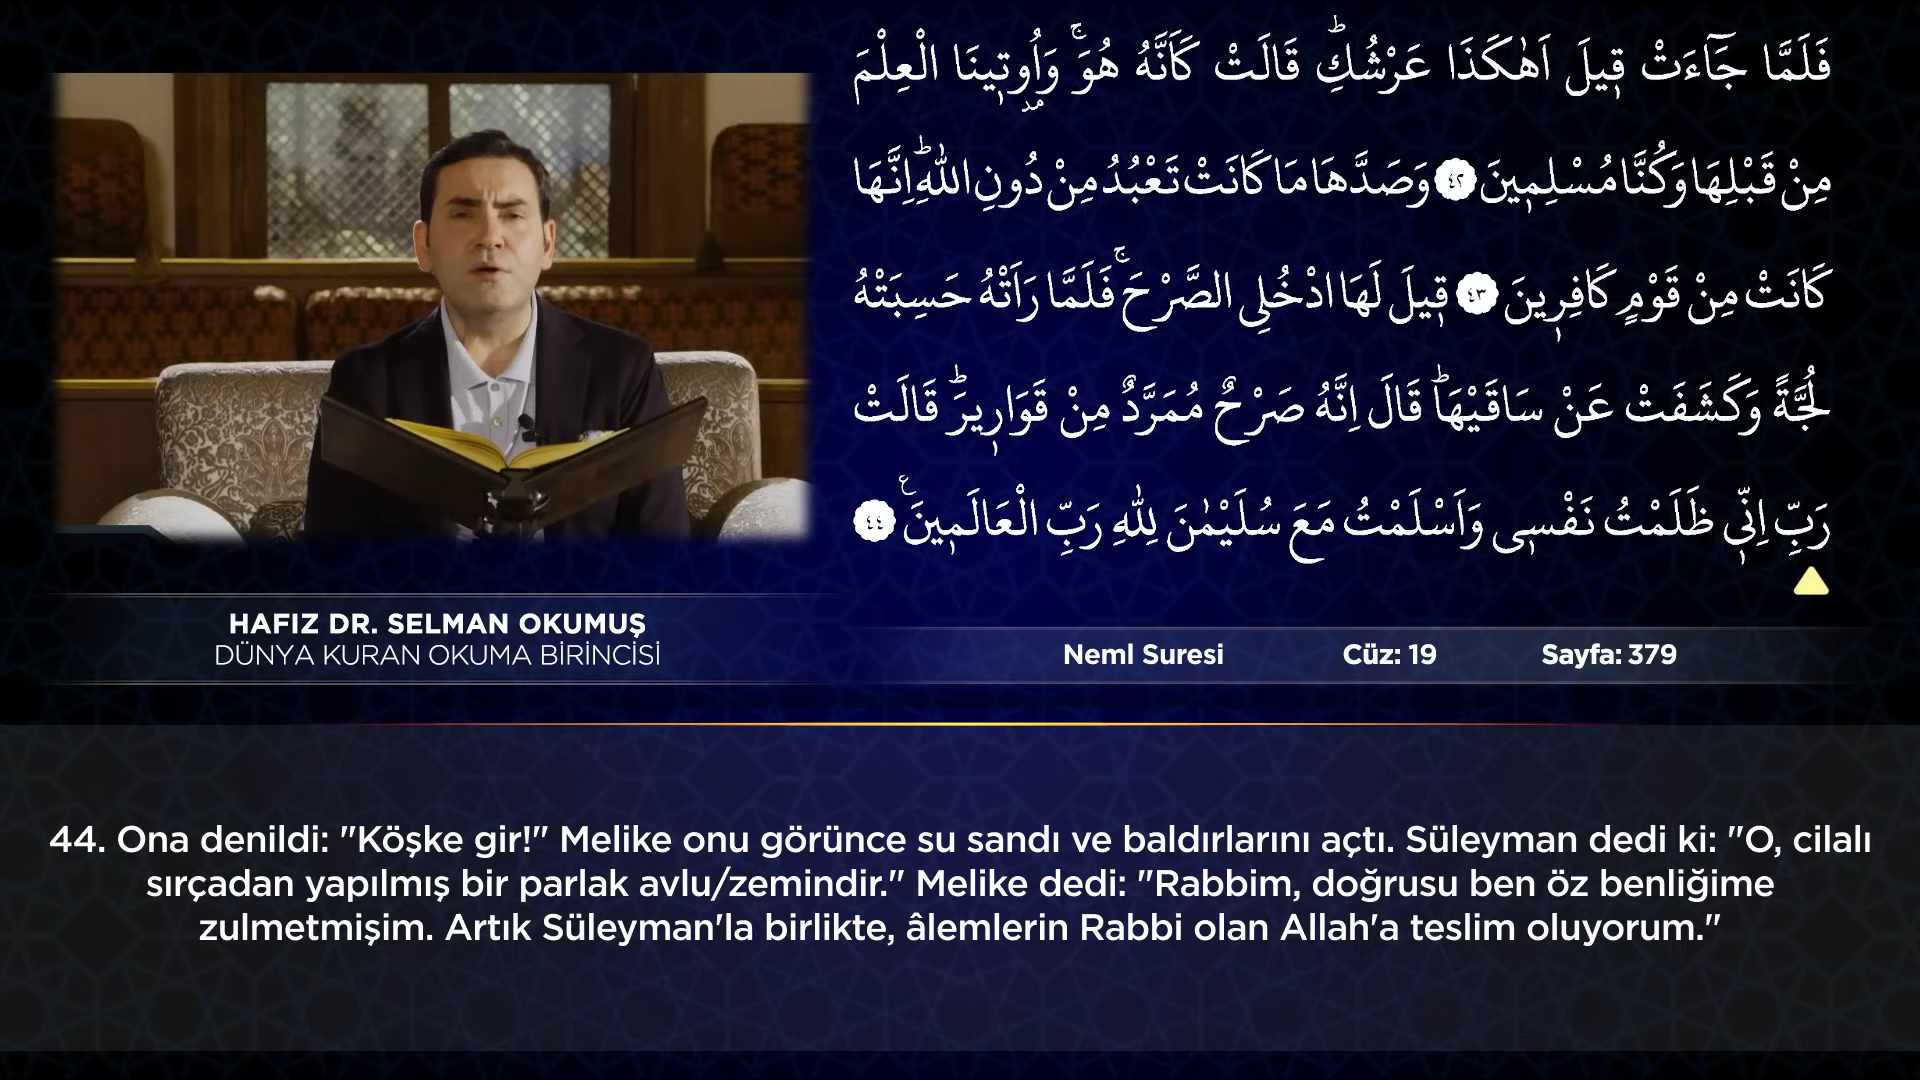 فَلَمَّا جَٓاءَتْ قٖيلَ اَهٰكَذَا عَرْشُكِؕ قَالَتْ كَاَنَّهُ هُوَۚ وَاُو۫تٖينَا الْعِلْمَ
مِنْ قَبْلِهَا وَكُنَّا مُسْلِمٖينَ ﴿٤٢﴾ وَصَدَّهَا مَا كَانَتْ تَعْبُدُ مِنْ دُونِ اللّٰهِؕ اِنَّهَا
كَانَتْ مِنْ قَوْمٍ كَافِرٖينَ ﴿٤٣﴾ قٖيلَ لَهَا ادْخُلِى الصَّرْحَۚ فَلَمَّا رَاَتْهُ حَسِبَتْهُ
لُجَّةً وَكَشَفَتْ عَنْ سَاقَيْهَاؕ قَالَ اِنَّهُ صَرْحٌ مُمَرَّدٌ مِنْ قَوَارٖيرَؕ قَالَتْ
رَبِّ اِنّٖى ظَلَمْتُ نَفْسٖى وَاَسْلَمْتُ مَعَ سُلَيْمٰنَ لِلّٰهِ رَبِّ الْعَالَمٖينَ ع ﴿٤٤﴾
HAFIZ DR. SELMAN OKUMUŞ
DÜNYA KURAN OKUMA BİRİNCİSİ
Neml Suresi Cüz: 19 Sayfa: 379
44. Ona denildi: "Köşke gir!" Melike onu görünce su sandı ve baldırlarını açtı. Süleyman dedi ki: "O, cilalı
sırçadan yapılmış bir parlak avlu/zemindir." Melike dedi: "Rabbim, doğrusu ben öz benliğime
zulmetmişim. Artık Süleyman'la birlikte, âlemlerin Rabbi olan Allah'a teslim oluyorum."